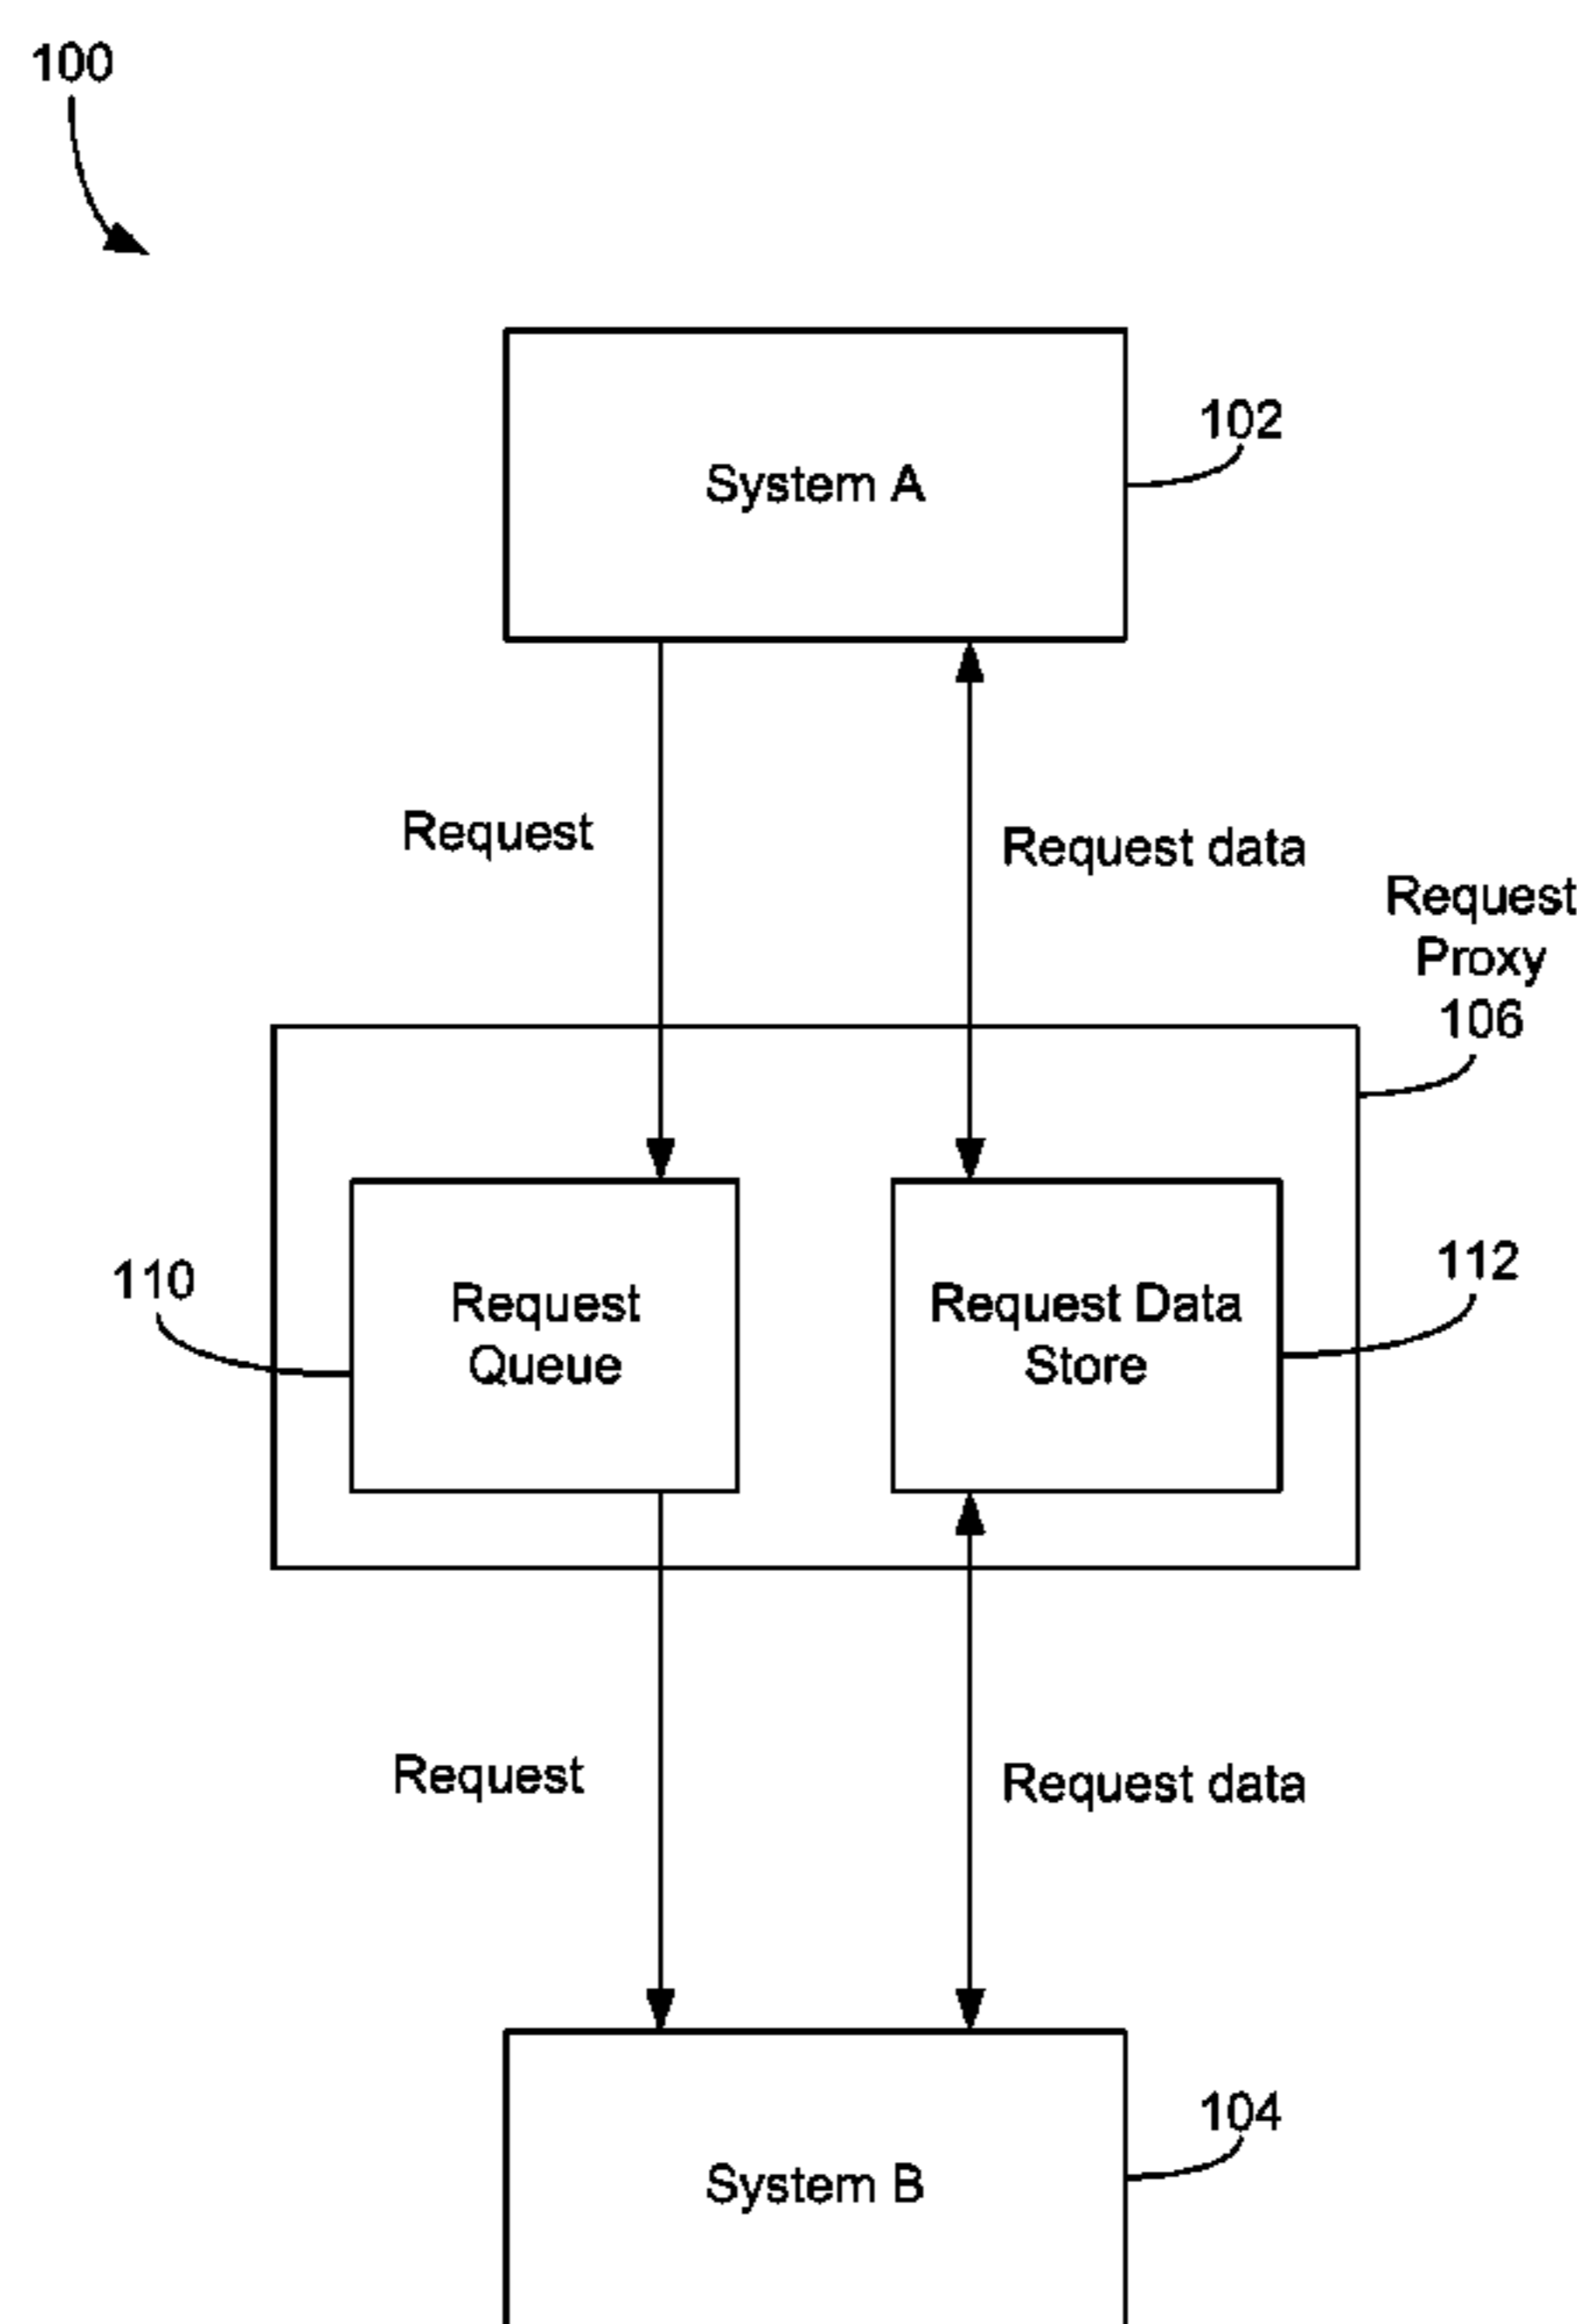 100
System A
102
Request
Request data
Request
Proxy
106
110
Request
Queue
Request Data
Store
112
Request
Request data
System B
104